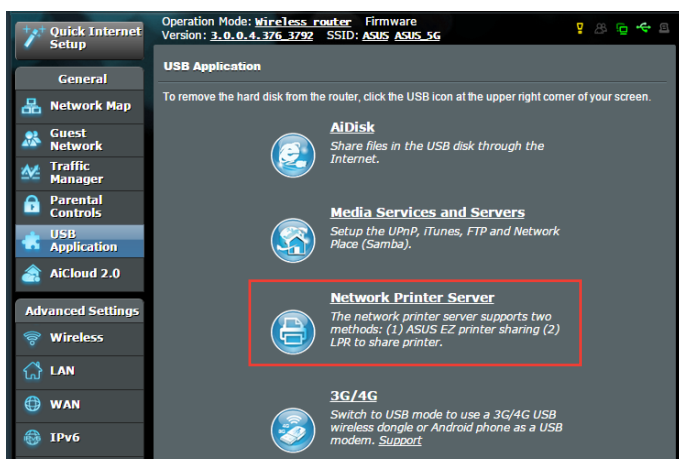 Quick Internet
Setup
Operation Mode: Wireless router Firmware
Version: 3.0.0.4.376_3792 SSID: ASUS ASUS_5G
General
Network Map
Guest
Network
Traffic
Manager
Parental
Controls
USB
Application
AiCloud 2.0
Advanced Settings
Wireless
LAN
WAN
IPv6
USB Application
To remove the hard disk from the router, click the USB icon at the upper right corner of your screen.
AiDisk
Share files in the USB disk through the
Internet.
Media Services and Servers
Setup the UPnP, iTunes, FTP and Network
Place (Samba).
Network Printer Server
The network printer server supports two
methods: (1) ASUS EZ printer sharing (2)
LPR to share printer.
3G/4G
Switch to USB mode to use a 3G/4G USB
wireless dongle or Android phone as a USB
modem. Support